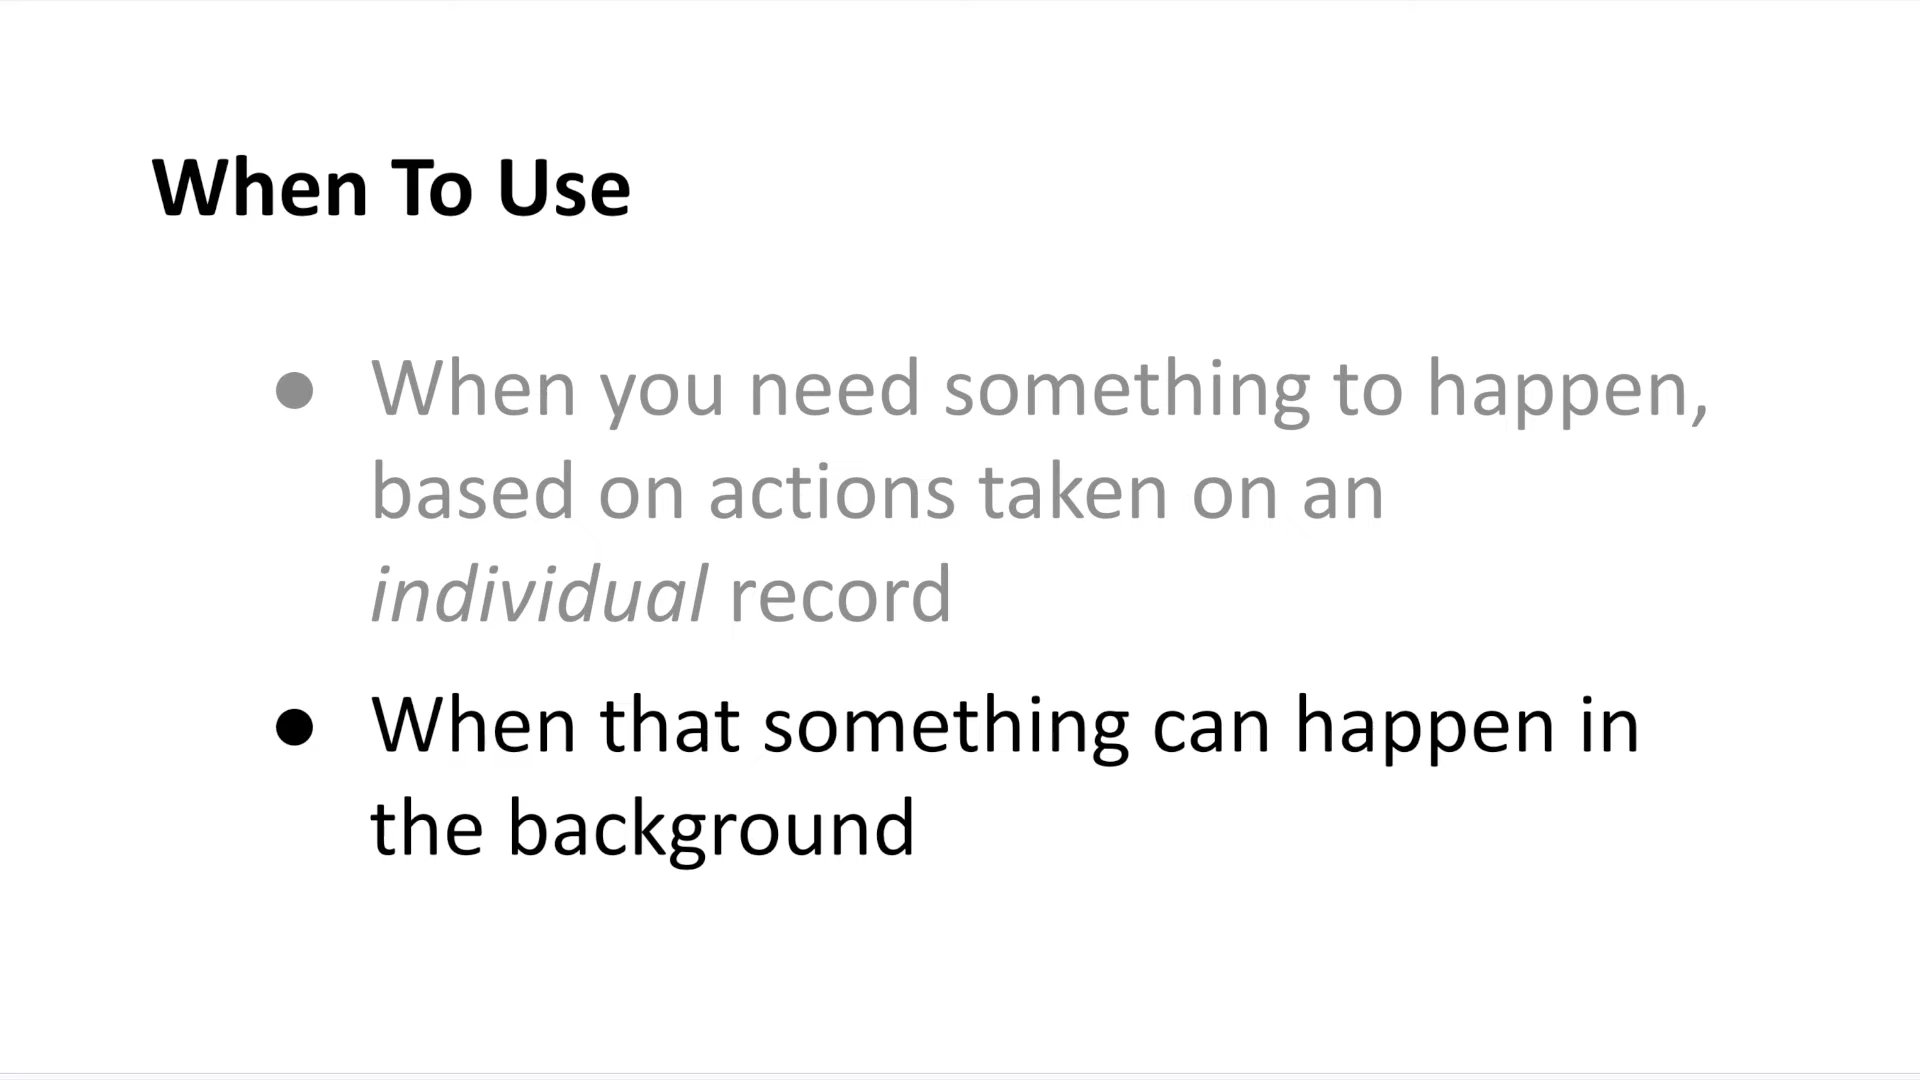 When To Use
● When you need something to happen,
based on actions taken on an
individual record
● When that something can happen in
the background